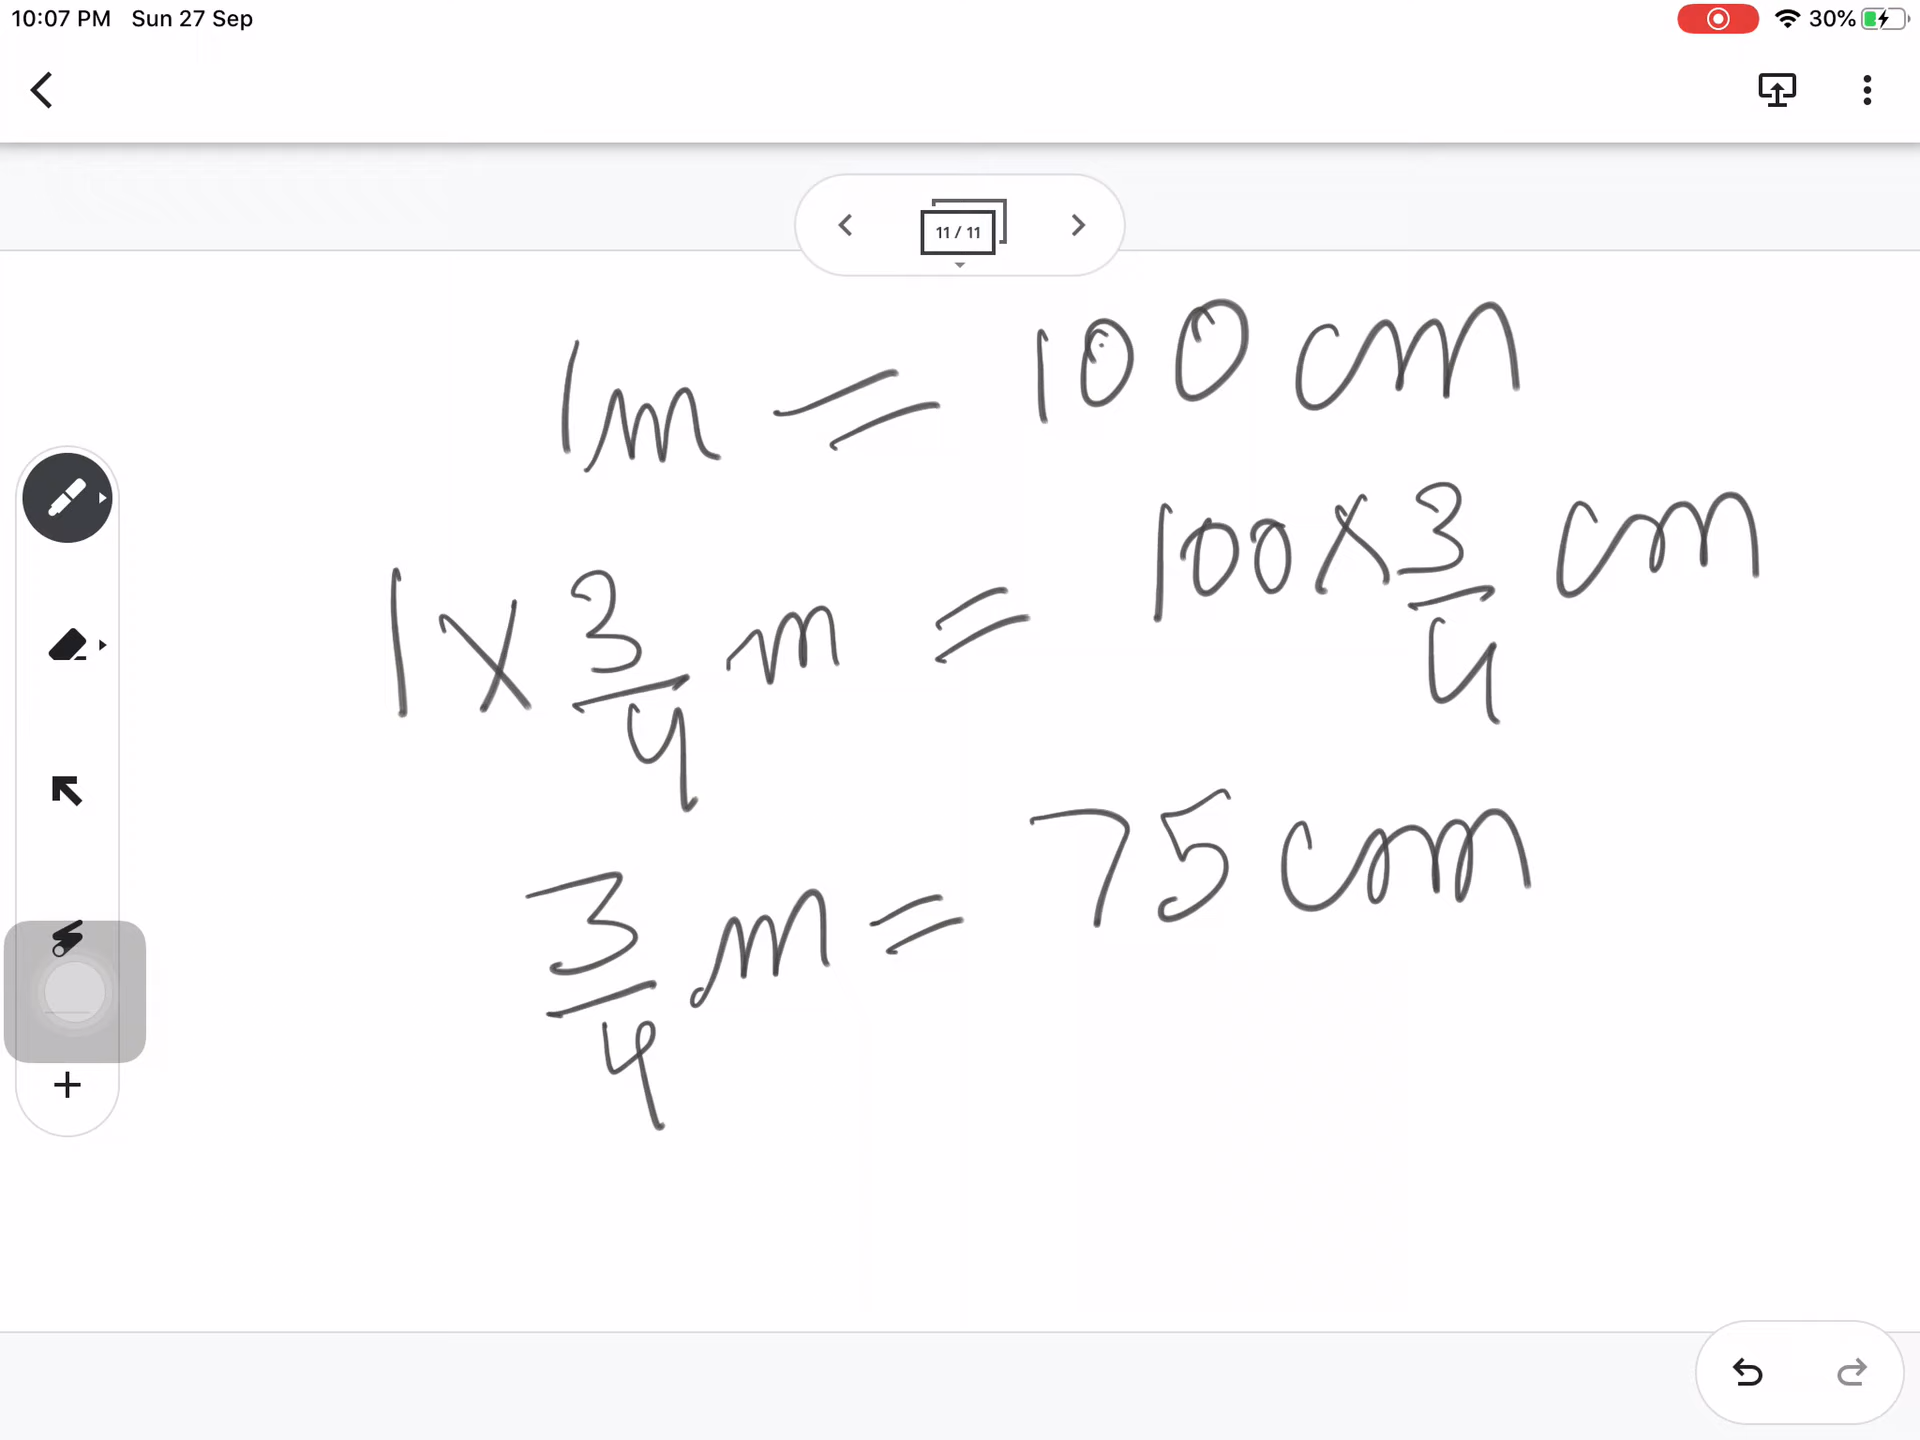 10:07 PM Sun 27 Sep 30%
11 / 11
1m = 100 cm
1 × 3/4 m = 100 × 3/4 cm
3/4 m = 75 cm